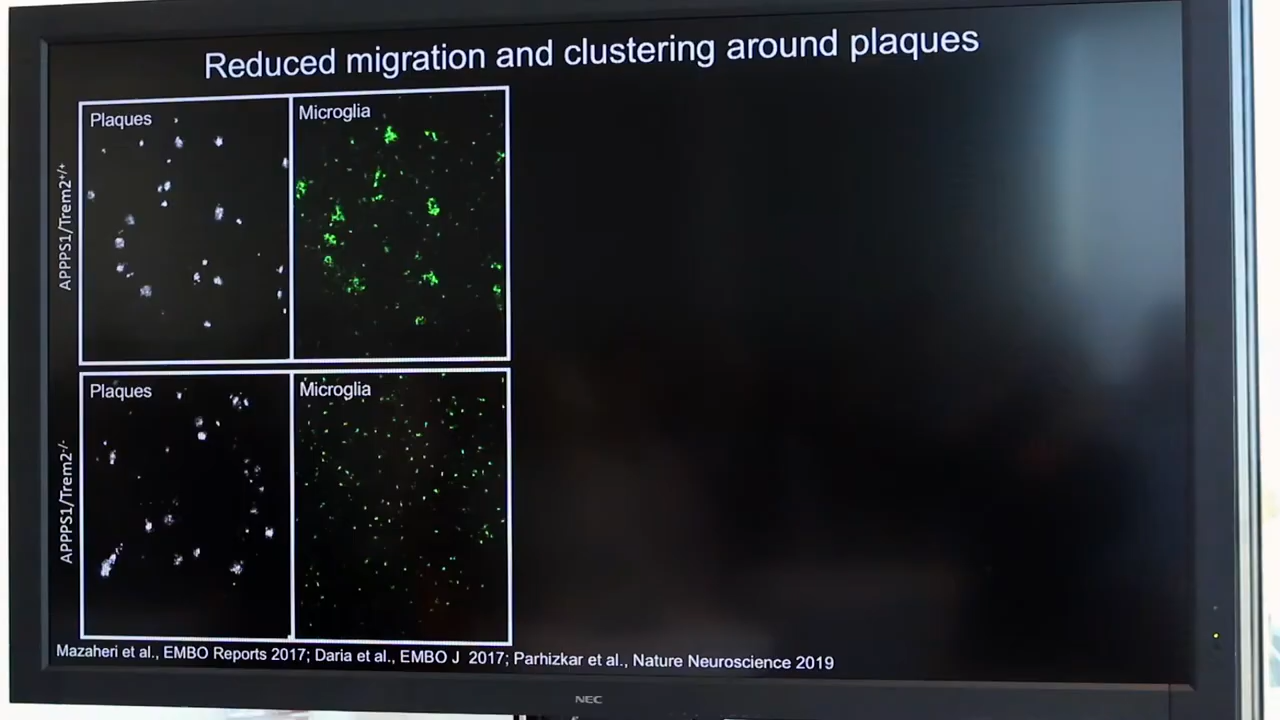 Reduced migration and clustering around plaques
Plaques
Microglia
APPPS1/Trem2+/+
Plaques
Microglia
APPPS1/Trem2-/-
Mazaheri et al., EMBO Reports 2017; Daria et al., EMBO J 2017; Parhizkar et al., Nature Neuroscience 2019
NEC